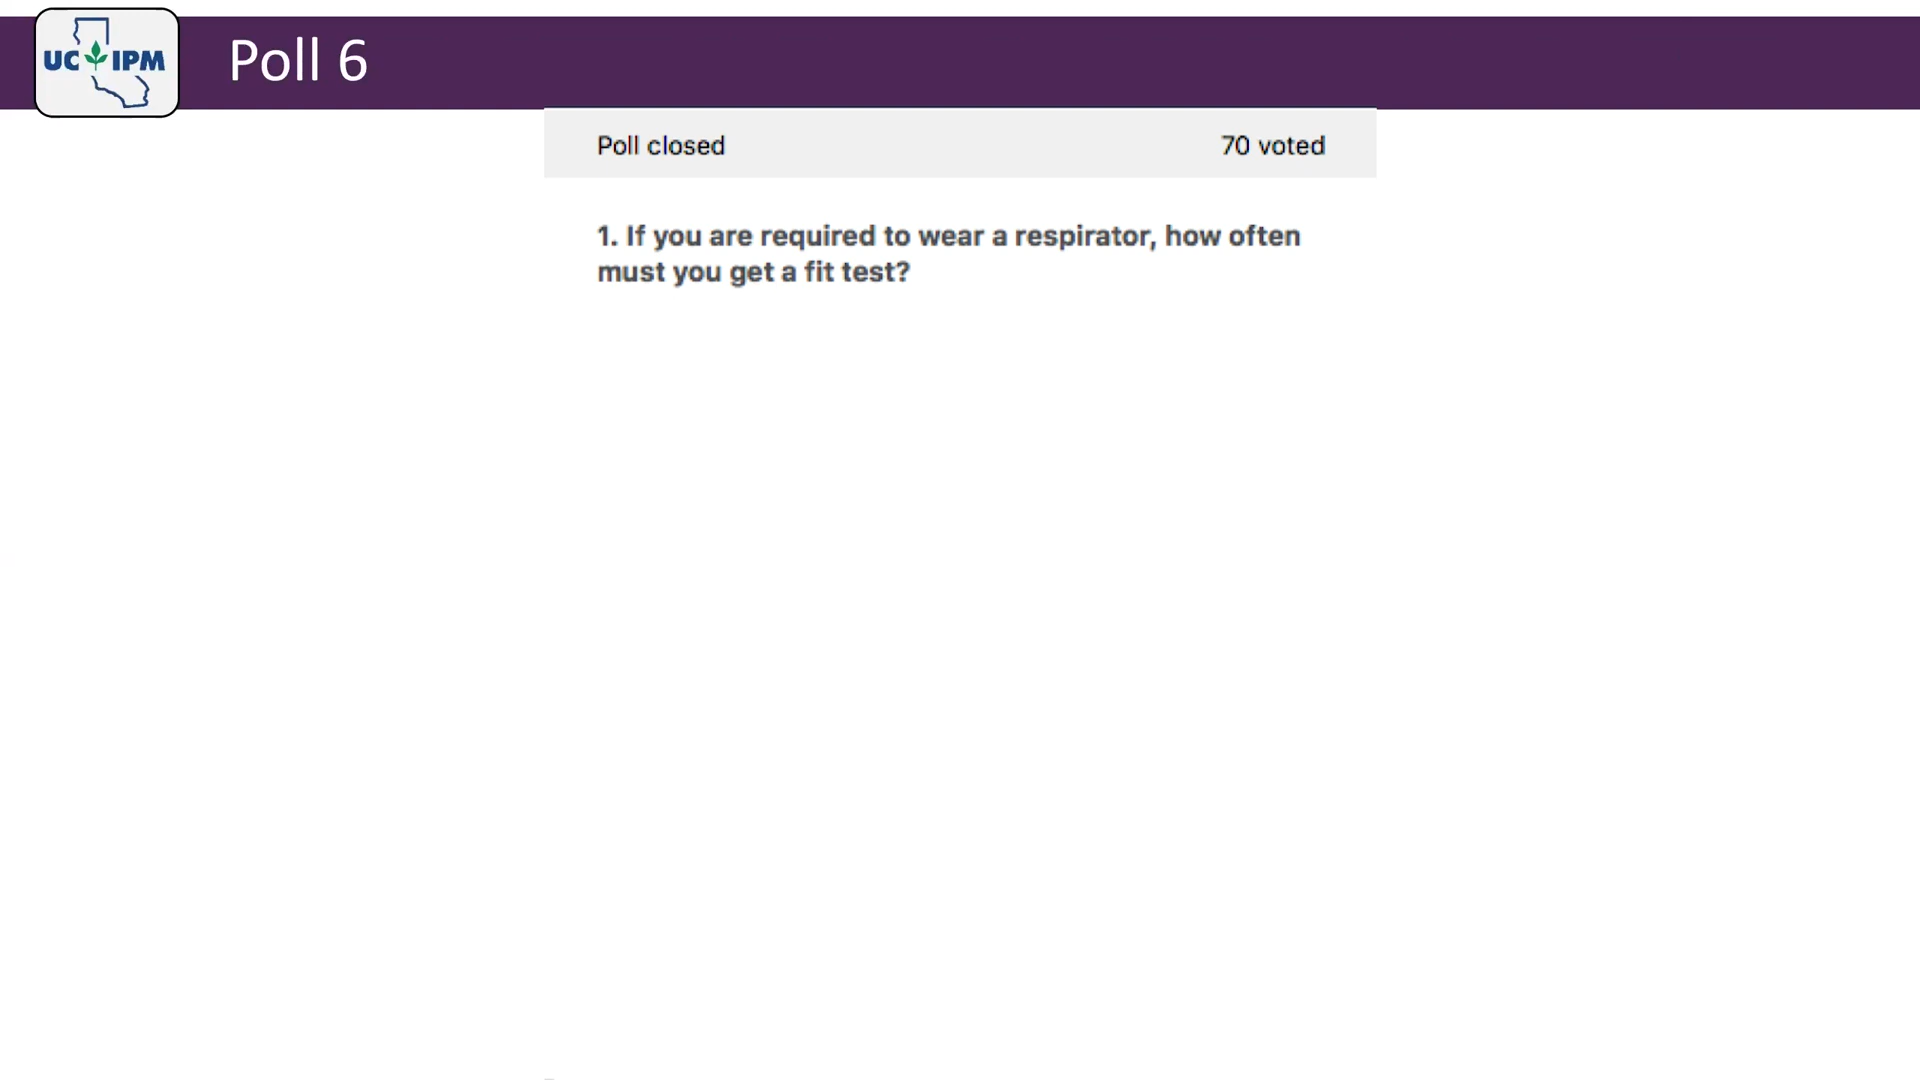 UC IPM
Poll 6
Poll closed 70 voted
1. If you are required to wear a respirator, how often
must you get a fit test?